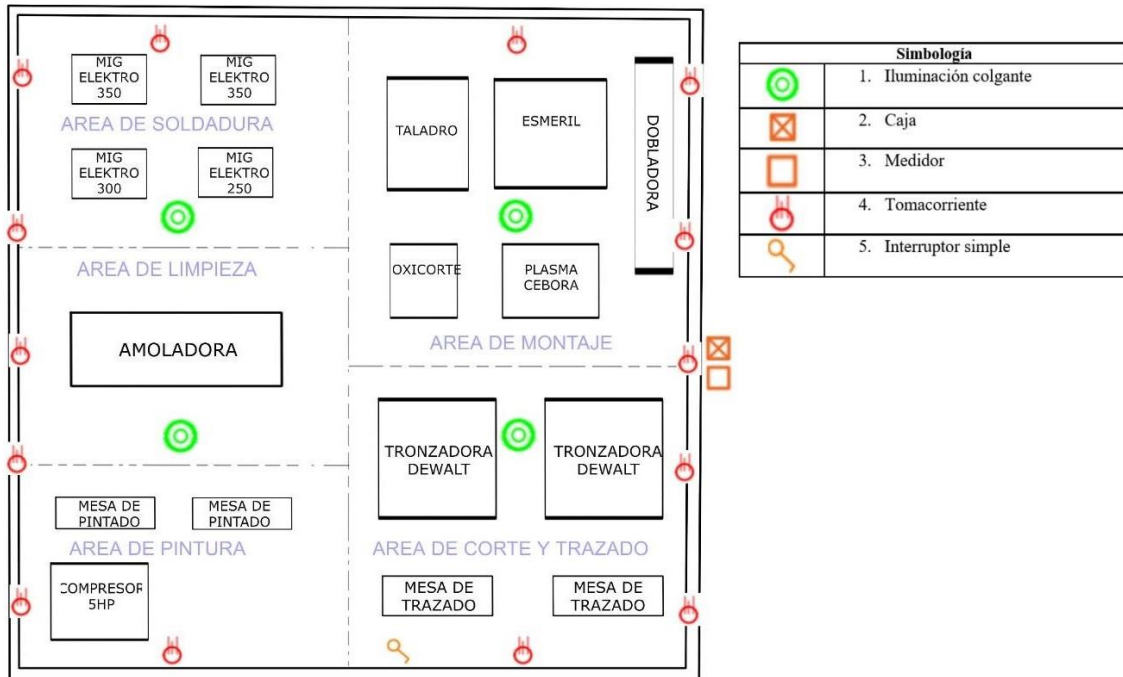 MIG
ELEKTRO
350
MIG
ELEKTRO
350
AREA DE SOLDADURA
MIG
ELEKTRO
300
MIG
ELEKTRO
250
AREA DE LIMPIEZA
AMOLADORA
MESA DE
PINTADO
MESA DE
PINTADO
AREA DE PINTURA
COMPRESOR
5HP
TALADRO
ESMERIL
DOBLADORA
OXICORTE
PLASMA
CEBORA
AREA DE MONTAJE
TRONZADORA
DEWALT
TRONZADORA
DEWALT
AREA DE CORTE Y TRAZADO
MESA DE
TRAZADO
MESA DE
TRAZADO
Simbología
1. Iluminación colgante
2. Caja
3. Medidor
4. Tomacorriente
5. Interruptor simple